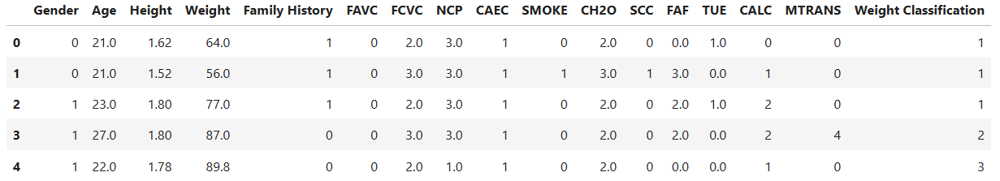 Gender Age Height Weight Family History FAVC FCVC NCP CAEC SMOKE CH2O SCC FAF TUE CALC MTRANS Weight Classification
0 0 21.0 1.62 64.0 1 0 2.0 3.0 1 0 2.0 0 0.0 1.0 0 0 1
1 0 21.0 1.52 56.0 1 0 3.0 3.0 1 1 3.0 1 3.0 0.0 1 0 1
2 1 23.0 1.80 77.0 1 0 2.0 3.0 1 0 2.0 0 2.0 1.0 2 0 1
3 1 27.0 1.80 87.0 0 0 3.0 3.0 1 0 2.0 0 2.0 0.0 2 4 2
4 1 22.0 1.78 89.8 0 0 2.0 1.0 1 0 2.0 0 0.0 0.0 1 0 3